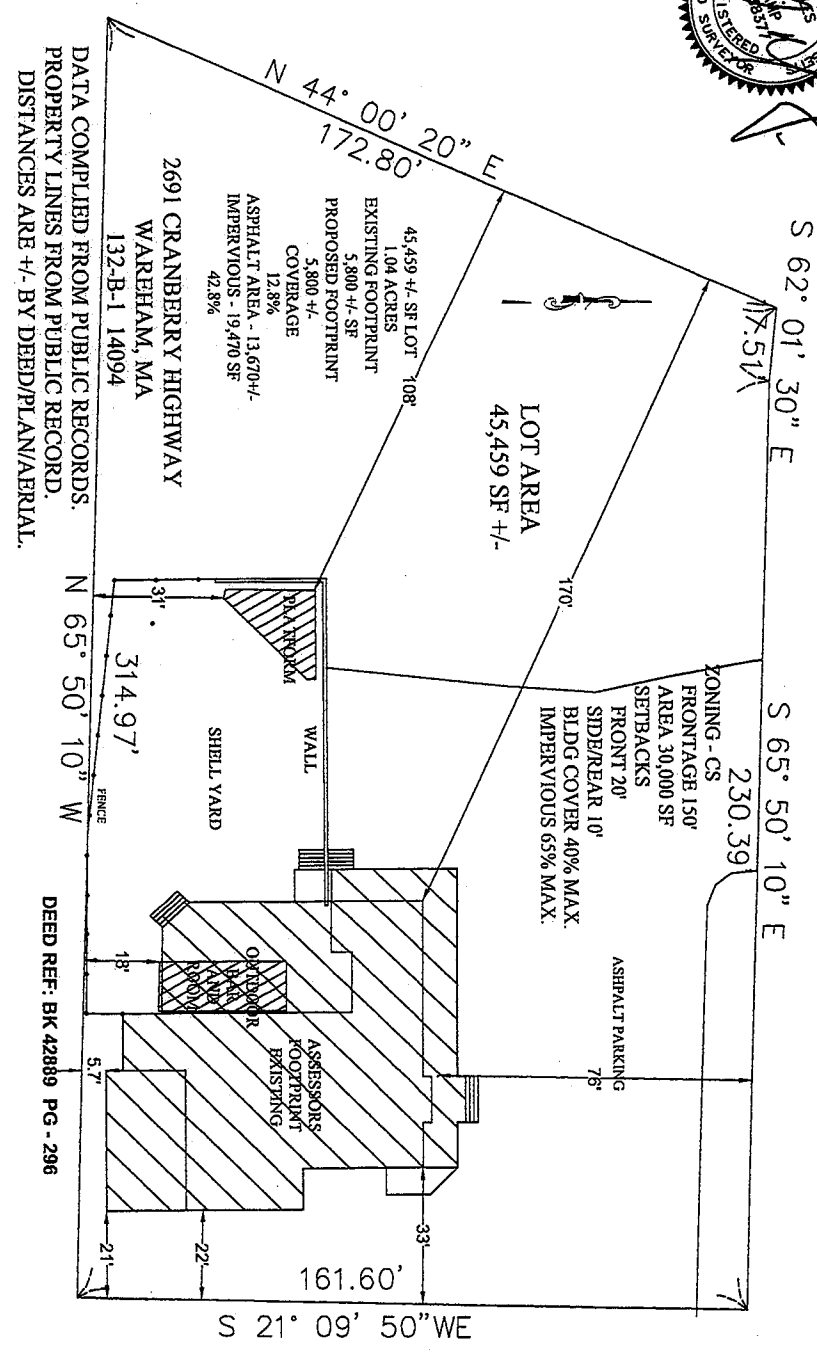 REGISTERED
SURVEYOR
S 62° 01' 30" E
117.51
S 65° 50' 10" E
230.39
N 44° 00' 20" E
172.80'
LOT AREA
45,459 SF +/-
ZONING - CS
FRONTAGE 150'
AREA 30,000 SF
SETBACKS
FRONT 20'
SIDE/REAR 10'
BLDG COVER 40% MAX.
IMPERVIOUS 65% MAX.
ASHPALT PARKING
76'
170'
108'
45,459 +/- SF LOT
1.04 ACRES
EXISTING FOOTPRINT
5,800 +/- SF
PROPOSED FOOTPRINT
5,800 +/-
COVERAGE
12.8%
ASPHALT AREA - 13,670+/-
IMPERVIOUS - 19,470 SF
42.8%
2691 CRANBERRY HIGHWAY
WAREHAM, MA
132-B-1 14094
PLATFORM
31'
WALL
SHELL YARD
FENCE
OUTDOOR
BAR
AND
ROOM
18'
ASSESSORS
FOOTPRINT
EXISTING
5.7'
33'
22'
21'
161.60'
S 21° 09' 50"WE
314.97'
N 65° 50' 10" W
DATA COMPLIED FROM PUBLIC RECORDS.
PROPERTY LINES FROM PUBLIC RECORD.
DISTANCES ARE +/- BY DEED/PLAN/AERIAL.
DEED REF: BK 42889 PG - 296